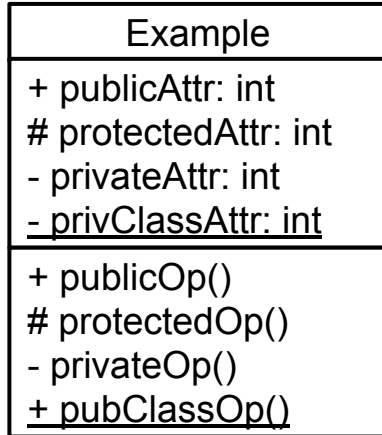 Example
+ publicAttr: int
# protectedAttr: int
- privateAttr: int
- privClassAttr: int
+ publicOp()
# protectedOp()
- privateOp()
+ pubClassOp()